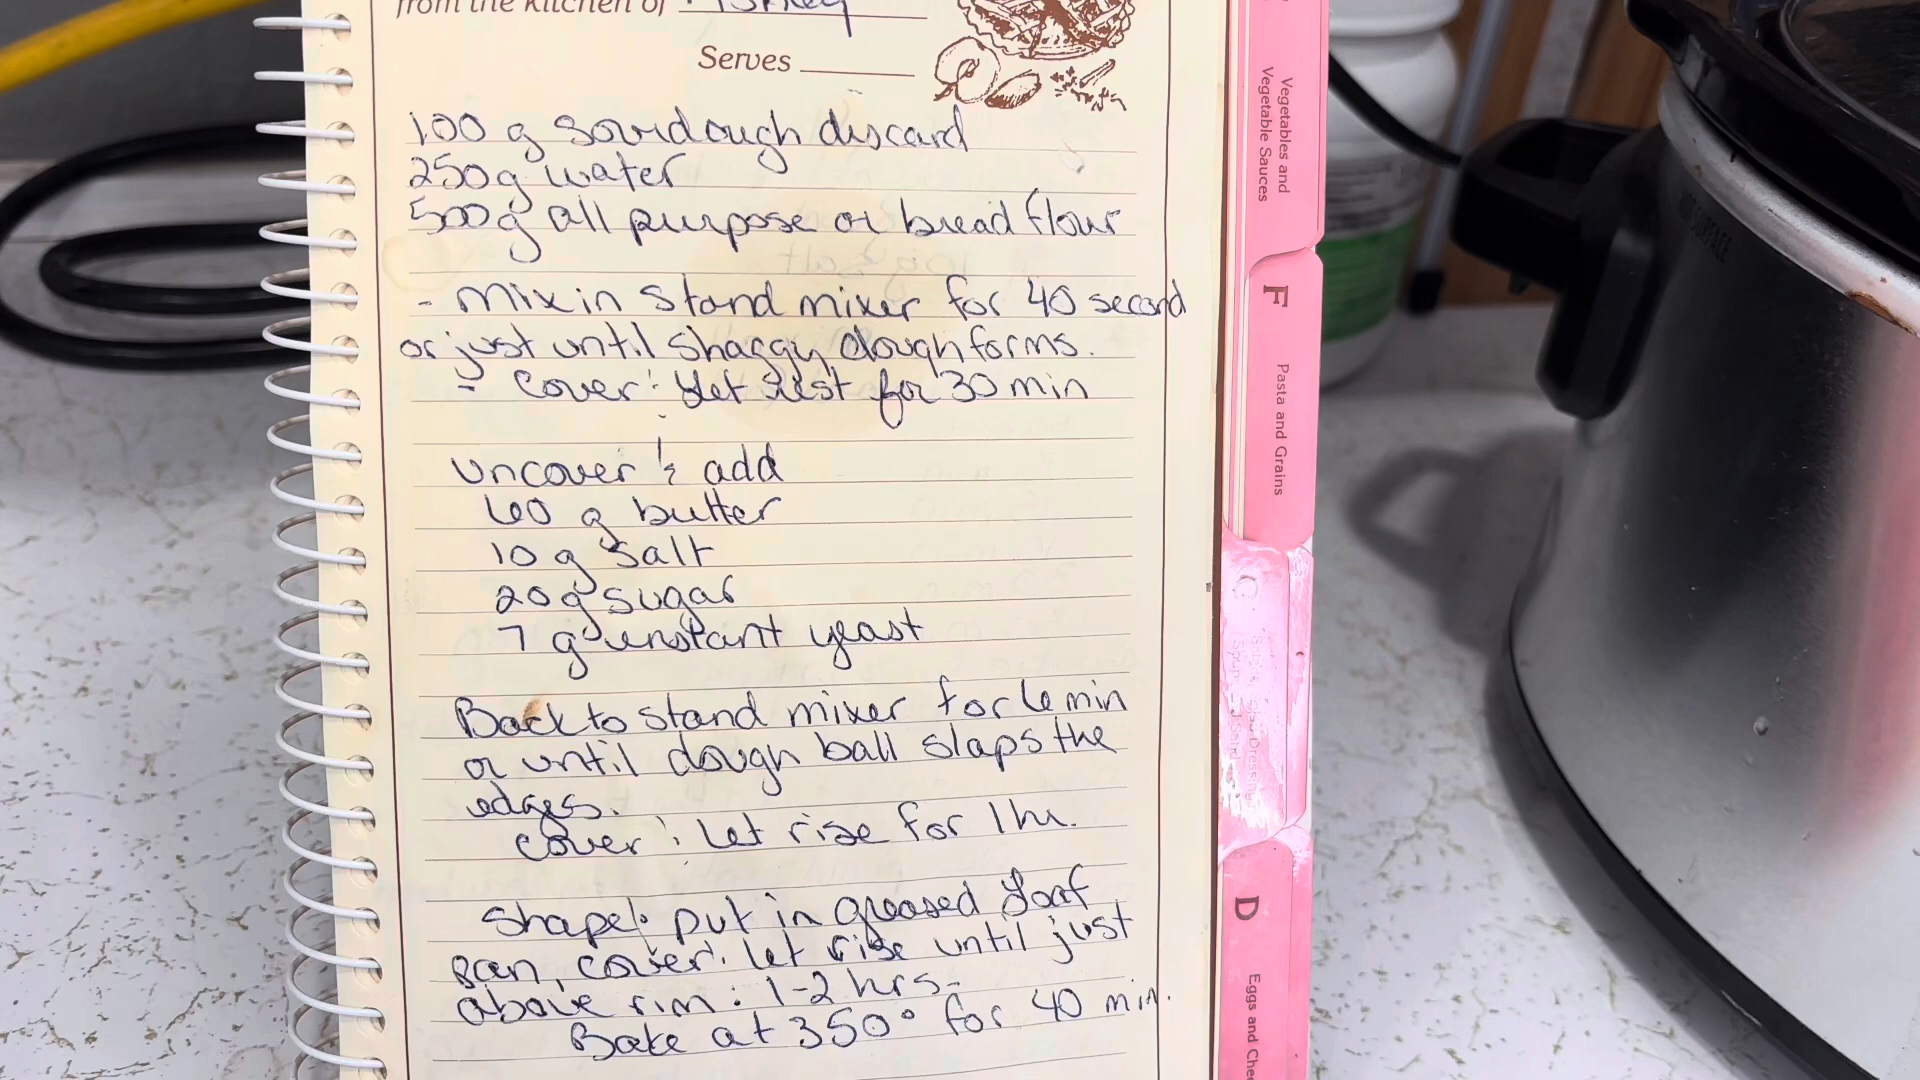 from the kitchen of
Serves
100 g sourdough discard
250g water
500g all purpose or bread flour
- mix in stand mixer for 40 second
or just until shaggy dough forms.
- cover & let rest for 30 min
uncover & add
60 g butter
10 g salt
20g sugar
7 g instant yeast
Back to stand mixer for 6 min
or until dough ball slaps the
edges.
cover & let rise for 1 hr.
Shape & put in greased loaf
pan, cover & let rise until just
above rim: 1-2 hrs.
Bake at 350° for 40 min.
Vegetables and
Vegetable Sauces
F
Pasta and Grains
C
D
Eggs and